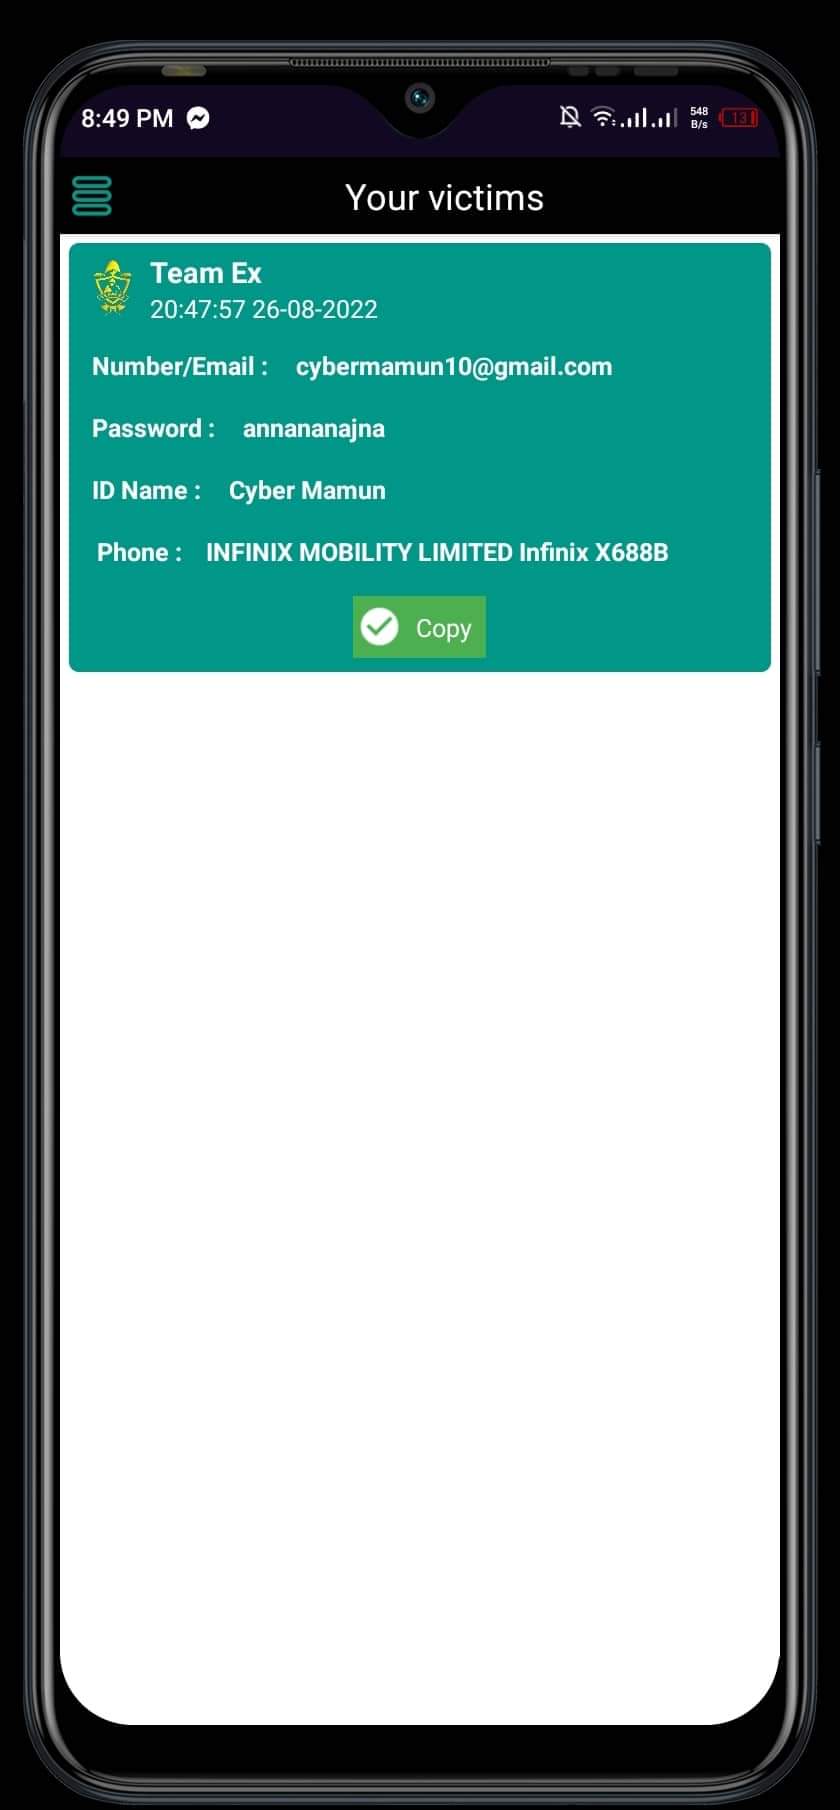 8:49 PM
548
B/s
13
Your victims
Team Ex
20:47:57 26-08-2022
Number/Email : cybermamun10@gmail.com
Password : annananajna
ID Name : Cyber Mamun
Phone : INFINIX MOBILITY LIMITED Infinix X688B
Copy